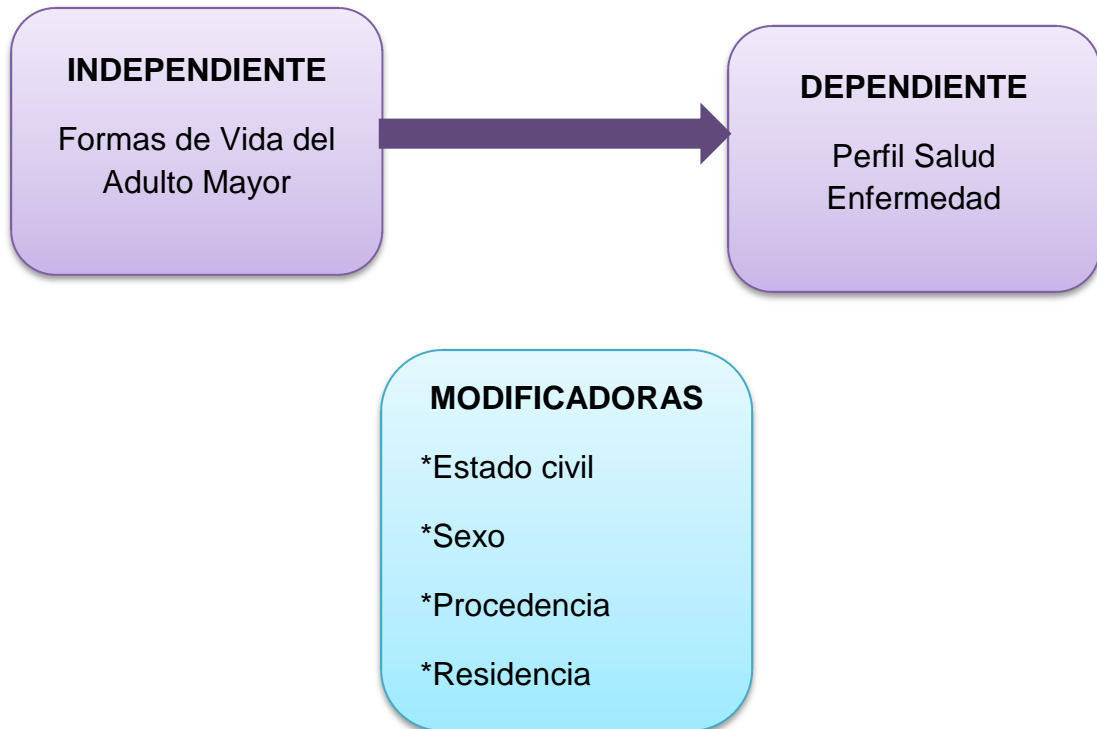 INDEPENDIENTE
Formas de Vida del
Adulto Mayor
DEPENDIENTE
Perfil Salud
Enfermedad
MODIFICADORAS
*Estado civil
*Sexo
*Procedencia
*Residencia